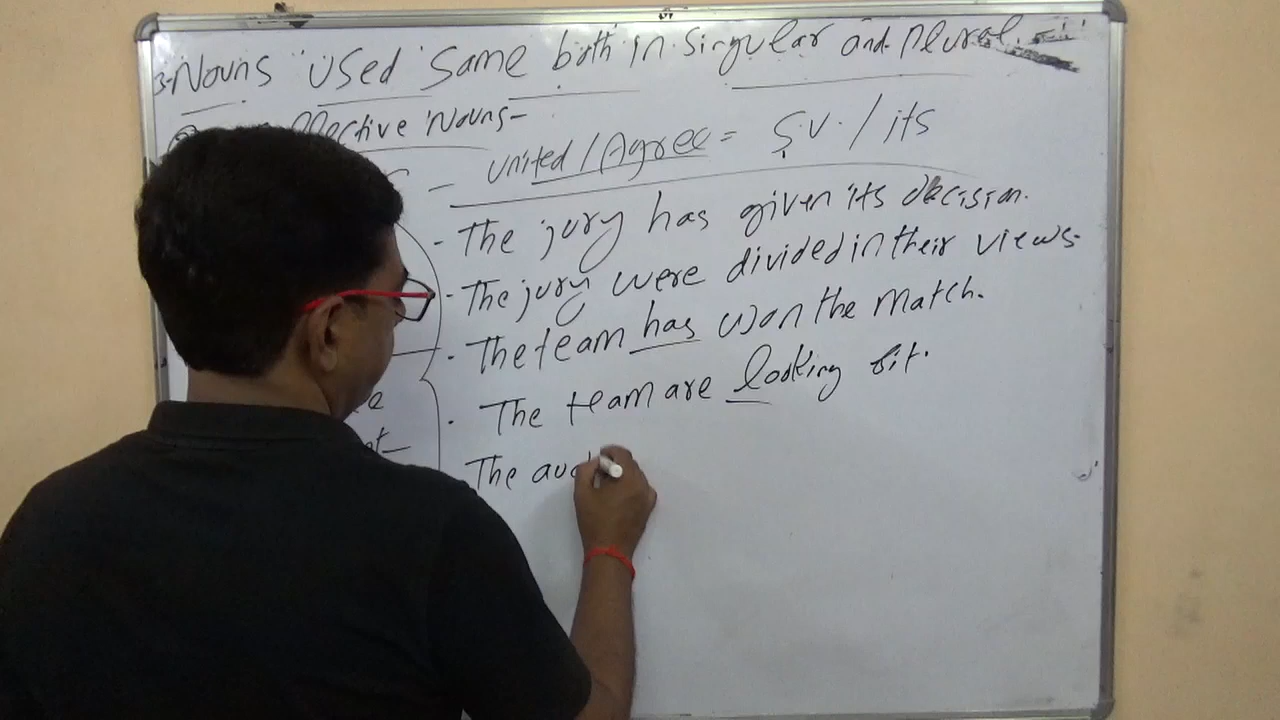 3- Nouns used same both in singular and Plural.
Nouns-
united / Agree = S.V. / its
- The jury has given its decision.
- The jury were divided in their views.
- The team has won the match.
- The team are looking fit.
The